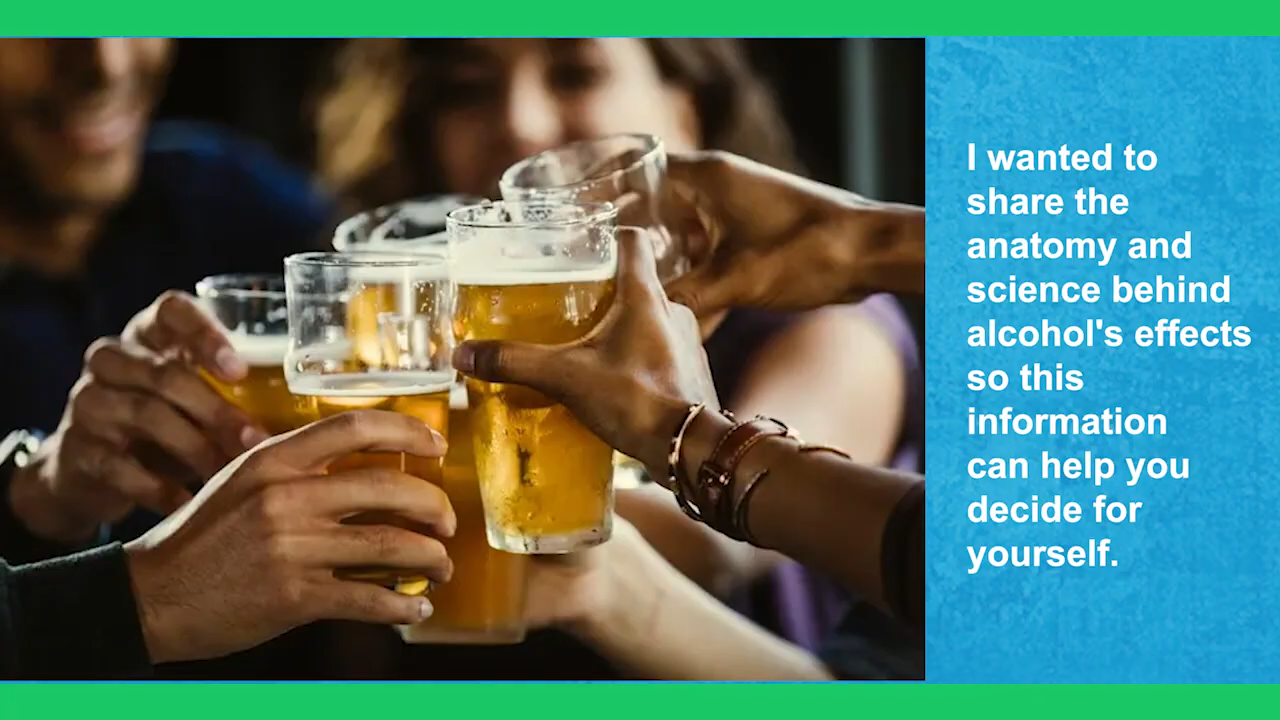 I wanted to
share the
anatomy and
science behind
alcohol's effects
so this
information
can help you
decide for
yourself.